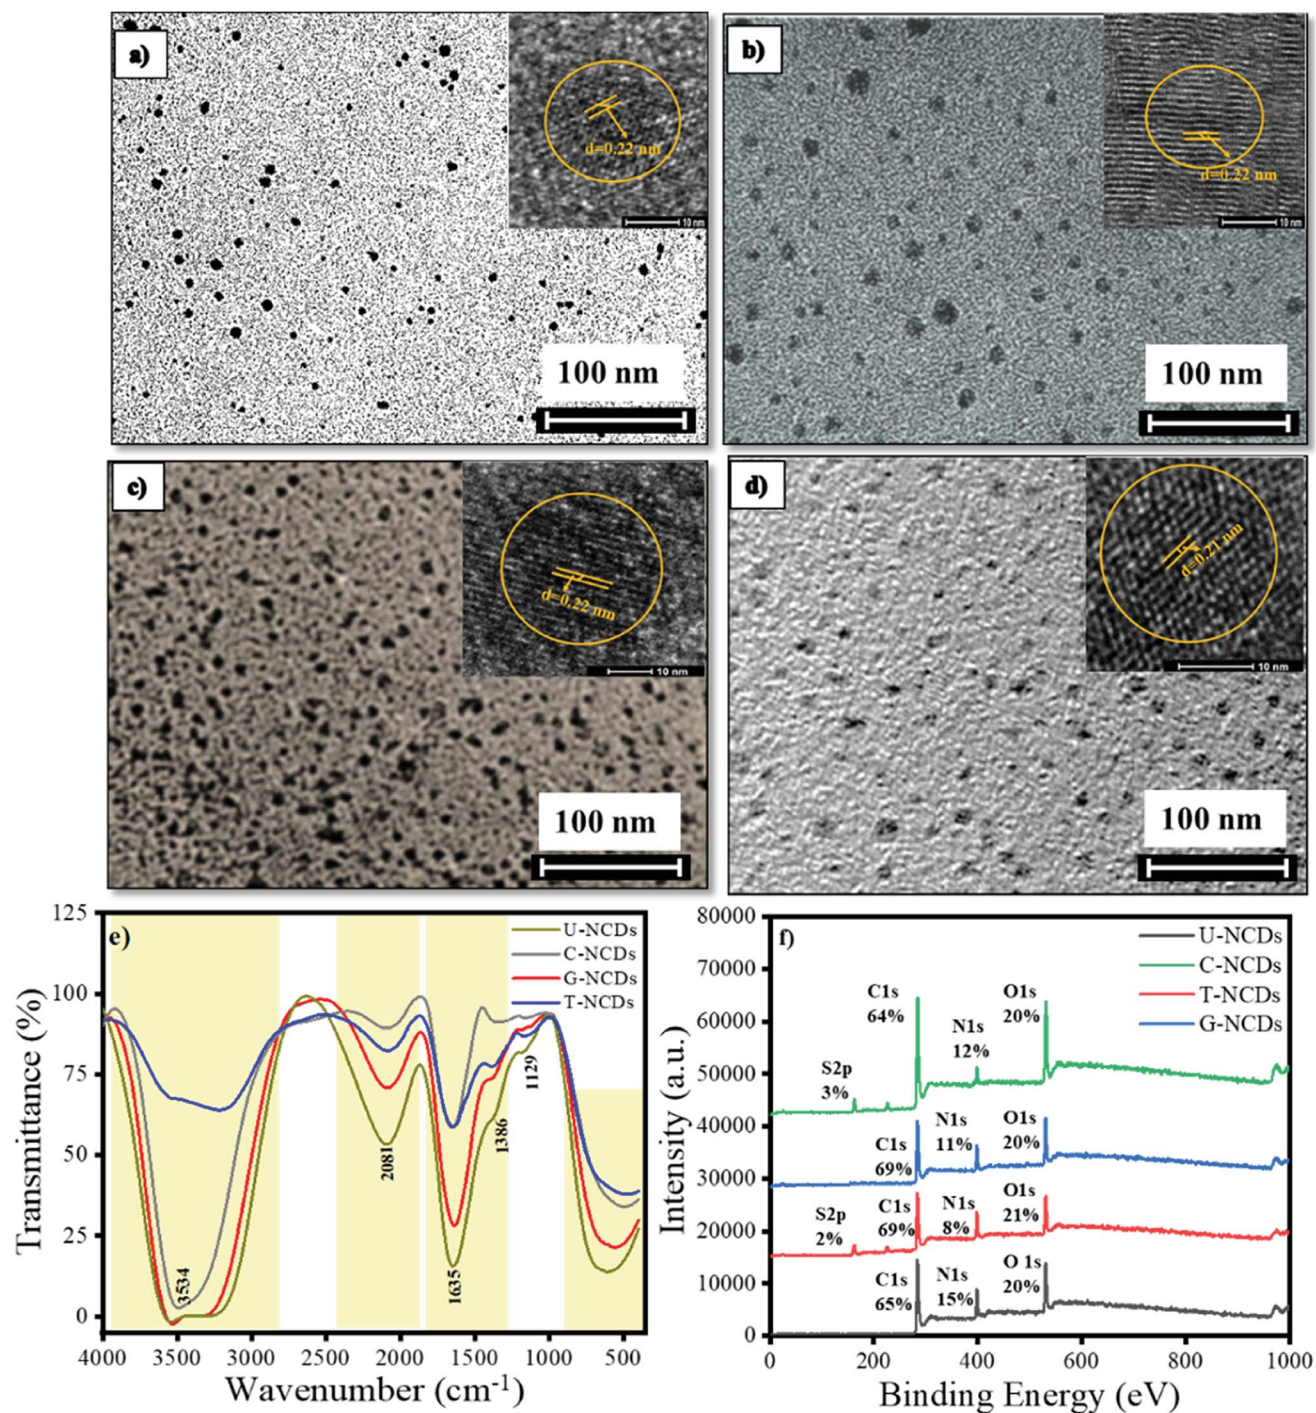 a)
d=0.22 nm
10 nm
100 nm
b)
d=0.22 nm
10 nm
100 nm
c)
d=0.22 nm
10 nm
100 nm
d)
d=0.21 nm
10 nm
100 nm
e)
U-NCDs
C-NCDs
G-NCDs
T-NCDs
125
100
75
50
25
0
Transmittance (%)
3534
2081
1635
1386
1129
4000 3500 3000 2500 2000 1500 1000 500
Wavenumber (cm⁻¹)
f)
U-NCDs
C-NCDs
T-NCDs
G-NCDs
80000
70000
60000
50000
40000
30000
20000
10000
0
Intensity (a.u.)
S2p
3%
C1s
64%
N1s
12%
O1s
20%
C1s
69%
N1s
11%
O1s
20%
S2p
2%
C1s
69%
N1s
8%
O1s
21%
C1s
65%
N1s
15%
O 1s
20%
0 200 400 600 800 1000
Binding Energy (eV)